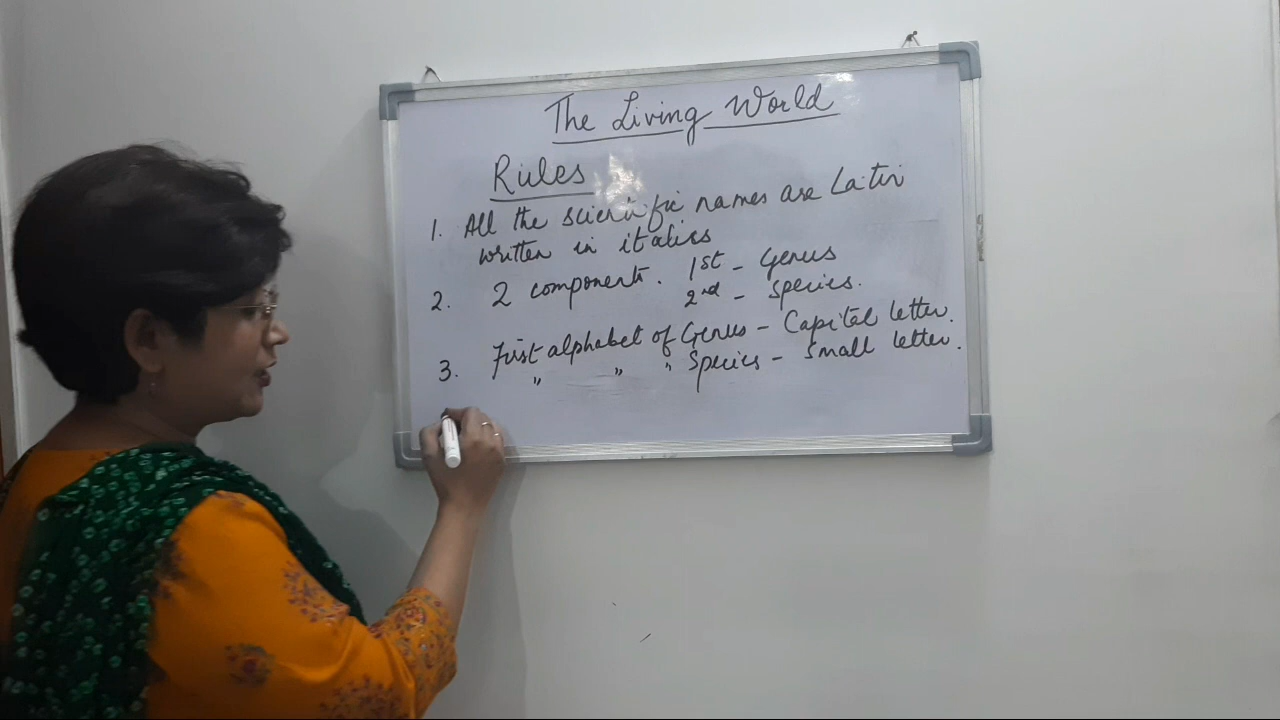 The Living World
Rules
1. All the scientific names are Latin
written in italics
2. 2 components. 1st - Genus
2nd - Species.
3. First alphabet of Genus - Capital letter.
" " " Species - Small letter.